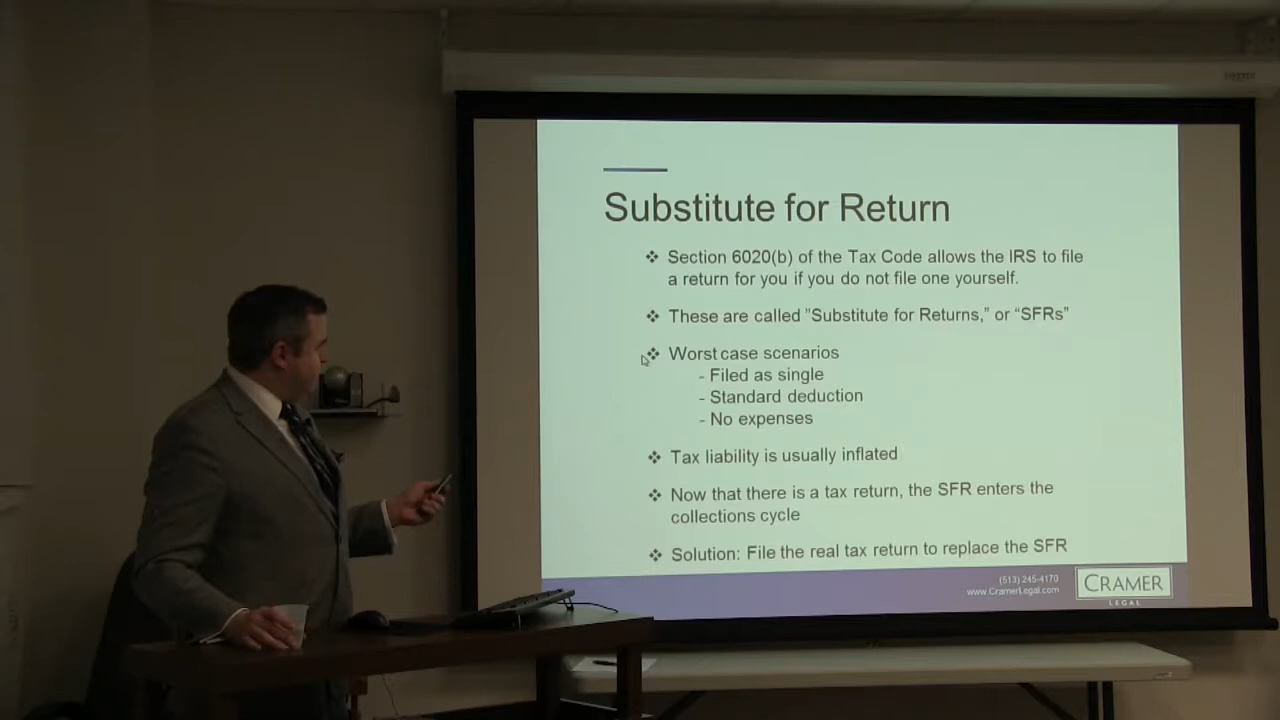 Substitute for Return
❖ Section 6020(b) of the Tax Code allows the IRS to file
a return for you if you do not file one yourself.
❖ These are called "Substitute for Returns," or “SFRs”
❖ Worst case scenarios
- Filed as single
- Standard deduction
- No expenses
❖ Tax liability is usually inflated
❖ Now that there is a tax return, the SFR enters the
collections cycle
❖ Solution: File the real tax return to replace the SFR
(513) 245-4170
www.CramerLegal.com
CRAMER
LEGAL